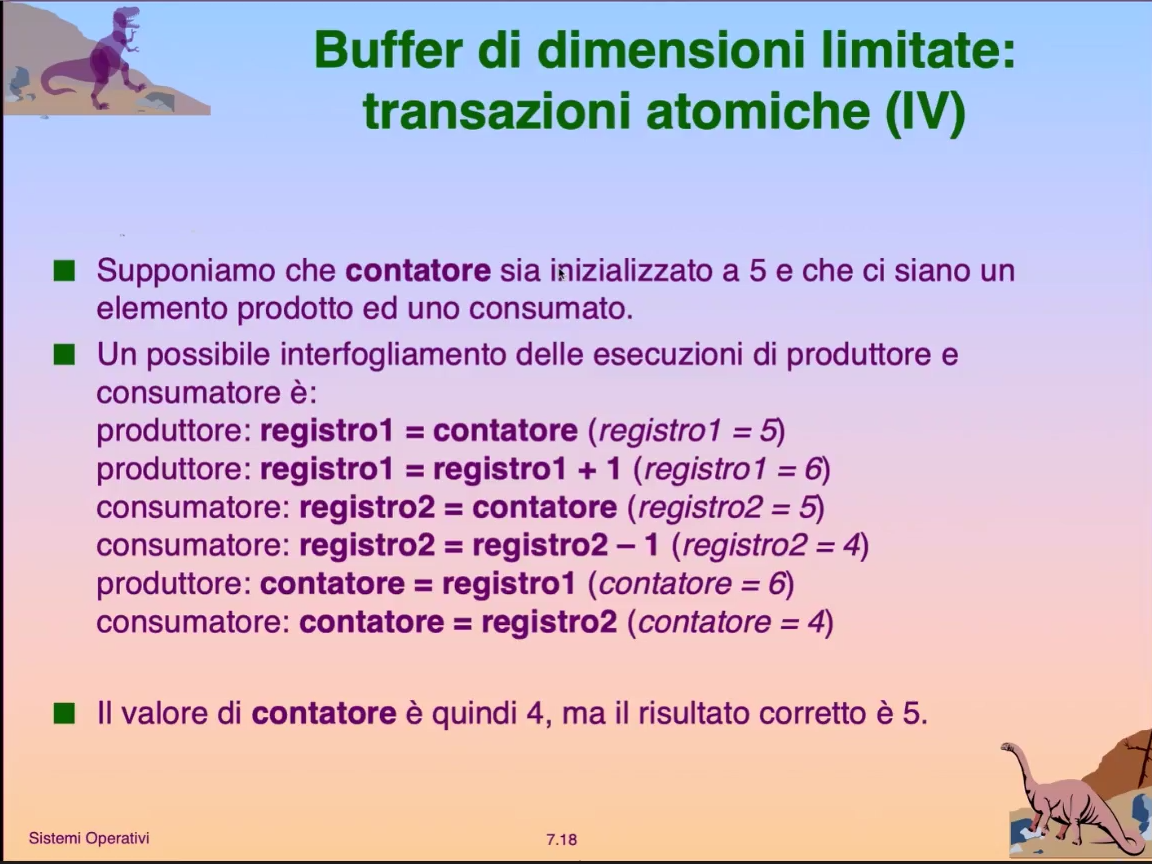 Buffer di dimensioni limitate:
transazioni atomiche (IV)
Supponiamo che contatore sia inizializzato a 5 e che ci siano un
elemento prodotto ed uno consumato.
Un possibile interfogliamento delle esecuzioni di produttore e
consumatore è:
produttore: registro1 = contatore (registro1 = 5)
produttore: registro1 = registro1 + 1 (registro1 = 6)
consumatore: registro2 = contatore (registro2 = 5)
consumatore: registro2 = registro2 – 1 (registro2 = 4)
produttore: contatore = registro1 (contatore = 6)
consumatore: contatore = registro2 (contatore = 4)
Il valore di contatore è quindi 4, ma il risultato corretto è 5.
Sistemi Operativi
7.18